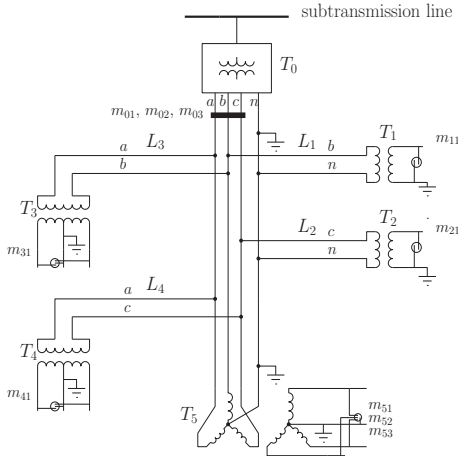 subtransmission line
T₀
a b c n
m₀₁, m₀₂, m₀₃
a L₃
b
L₁ b
n
T₁
m₁₁
T₃
m₃₁
L₂ c
n
T₂
m₂₁
a L₄
c
T₄
m₄₁
T₅
m₅₁
m₅₂
m₅₃